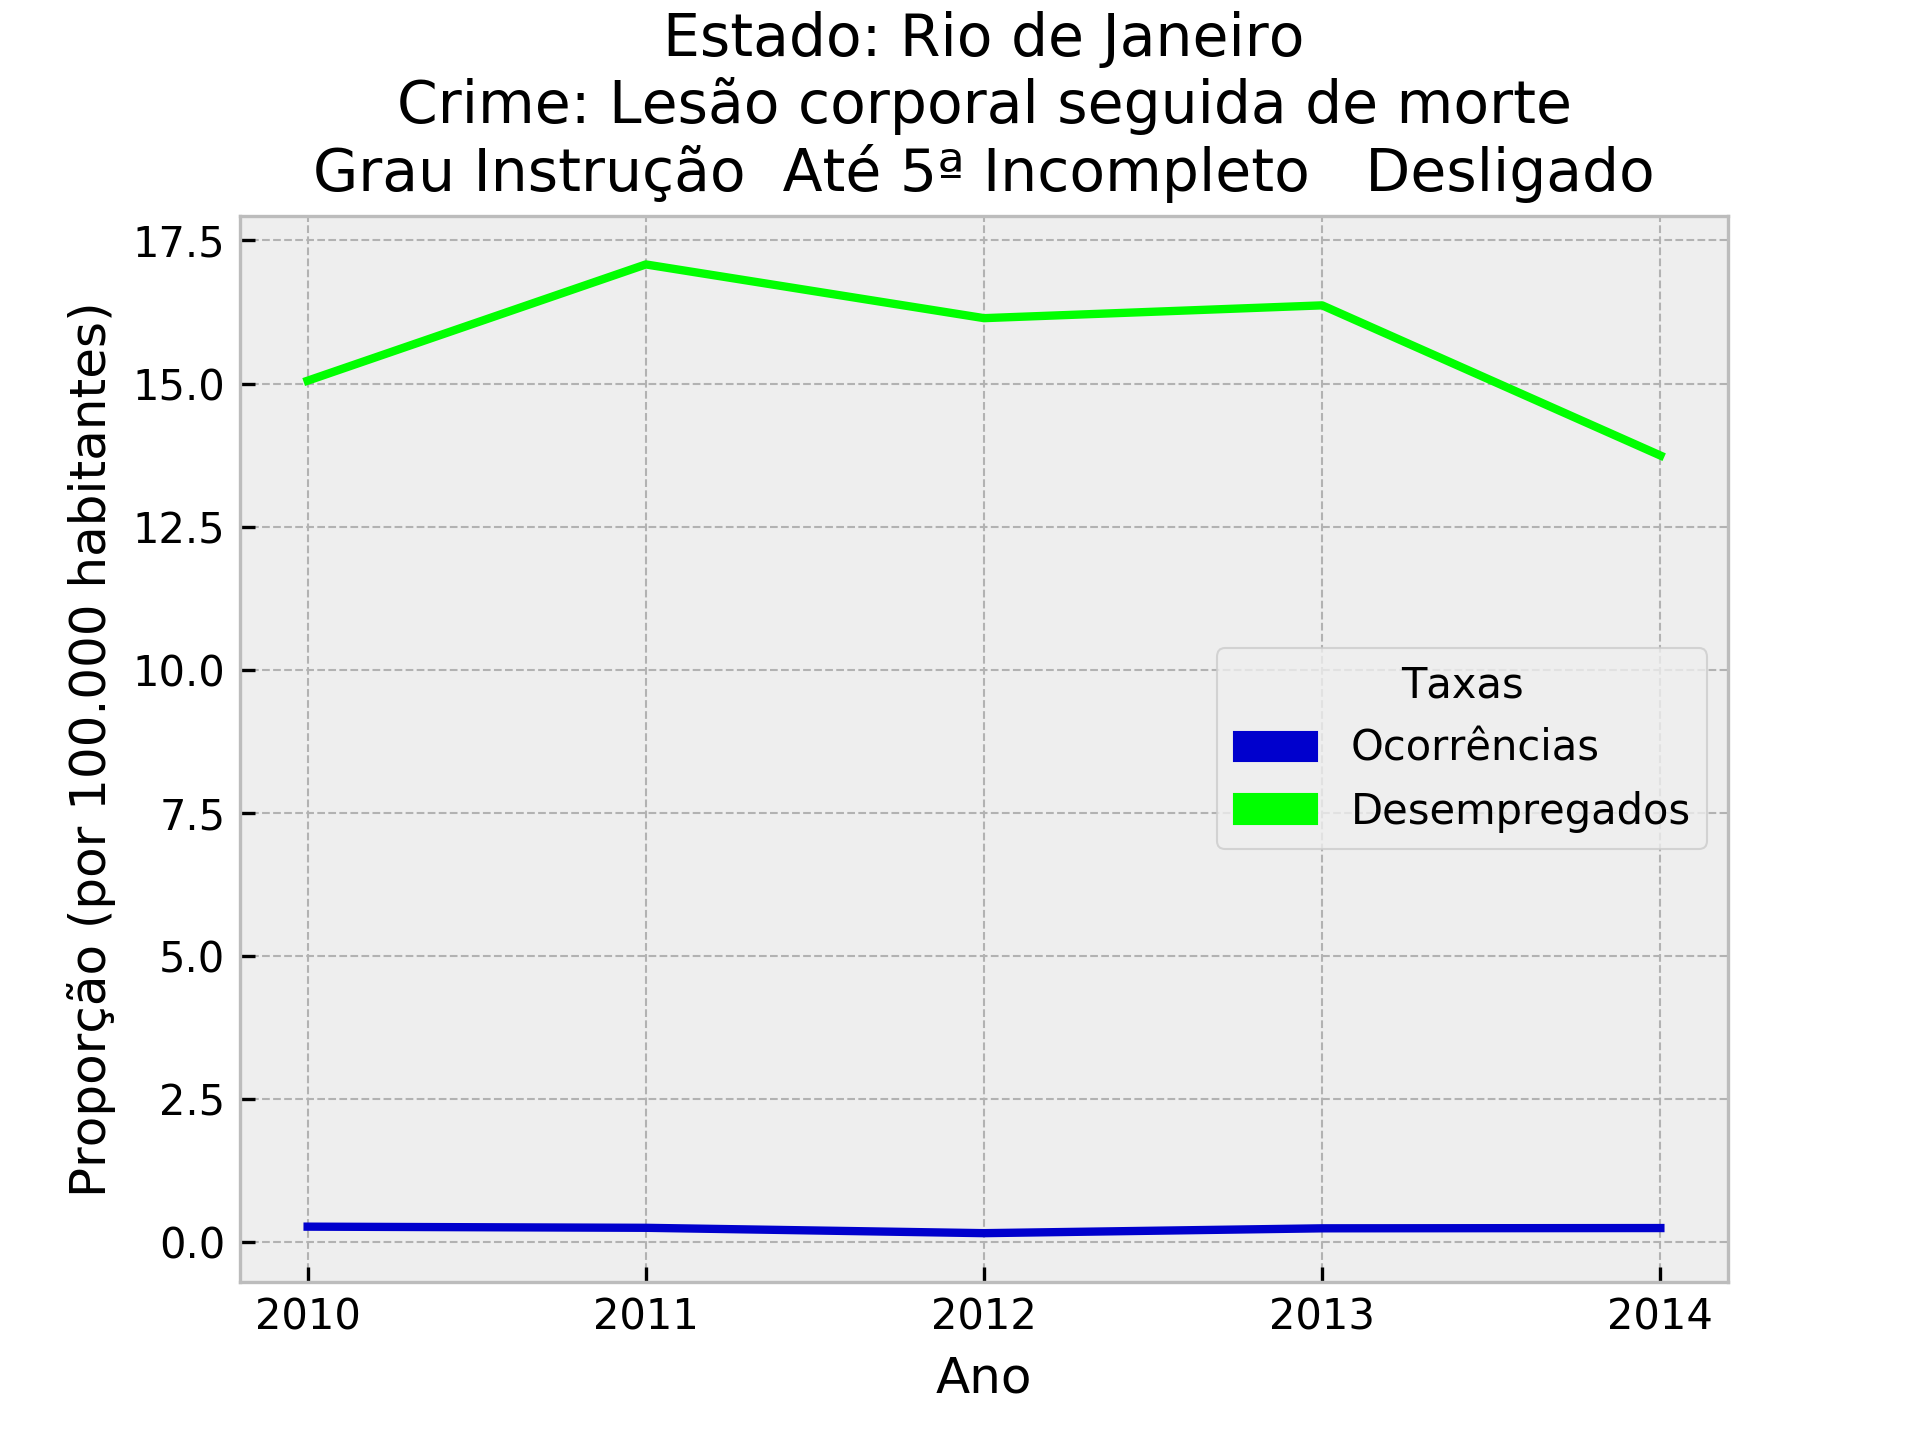 Estado: Rio de Janeiro
Crime: Lesão corporal seguida de morte
Grau Instrução  Até 5ª Incompleto   Desligado
Proporção (por 100.000 habitantes)
17.5
15.0
12.5
10.0
7.5
5.0
2.5
0.0
Taxas
Ocorrências
Desempregados
2010 2011 2012 2013 2014
Ano